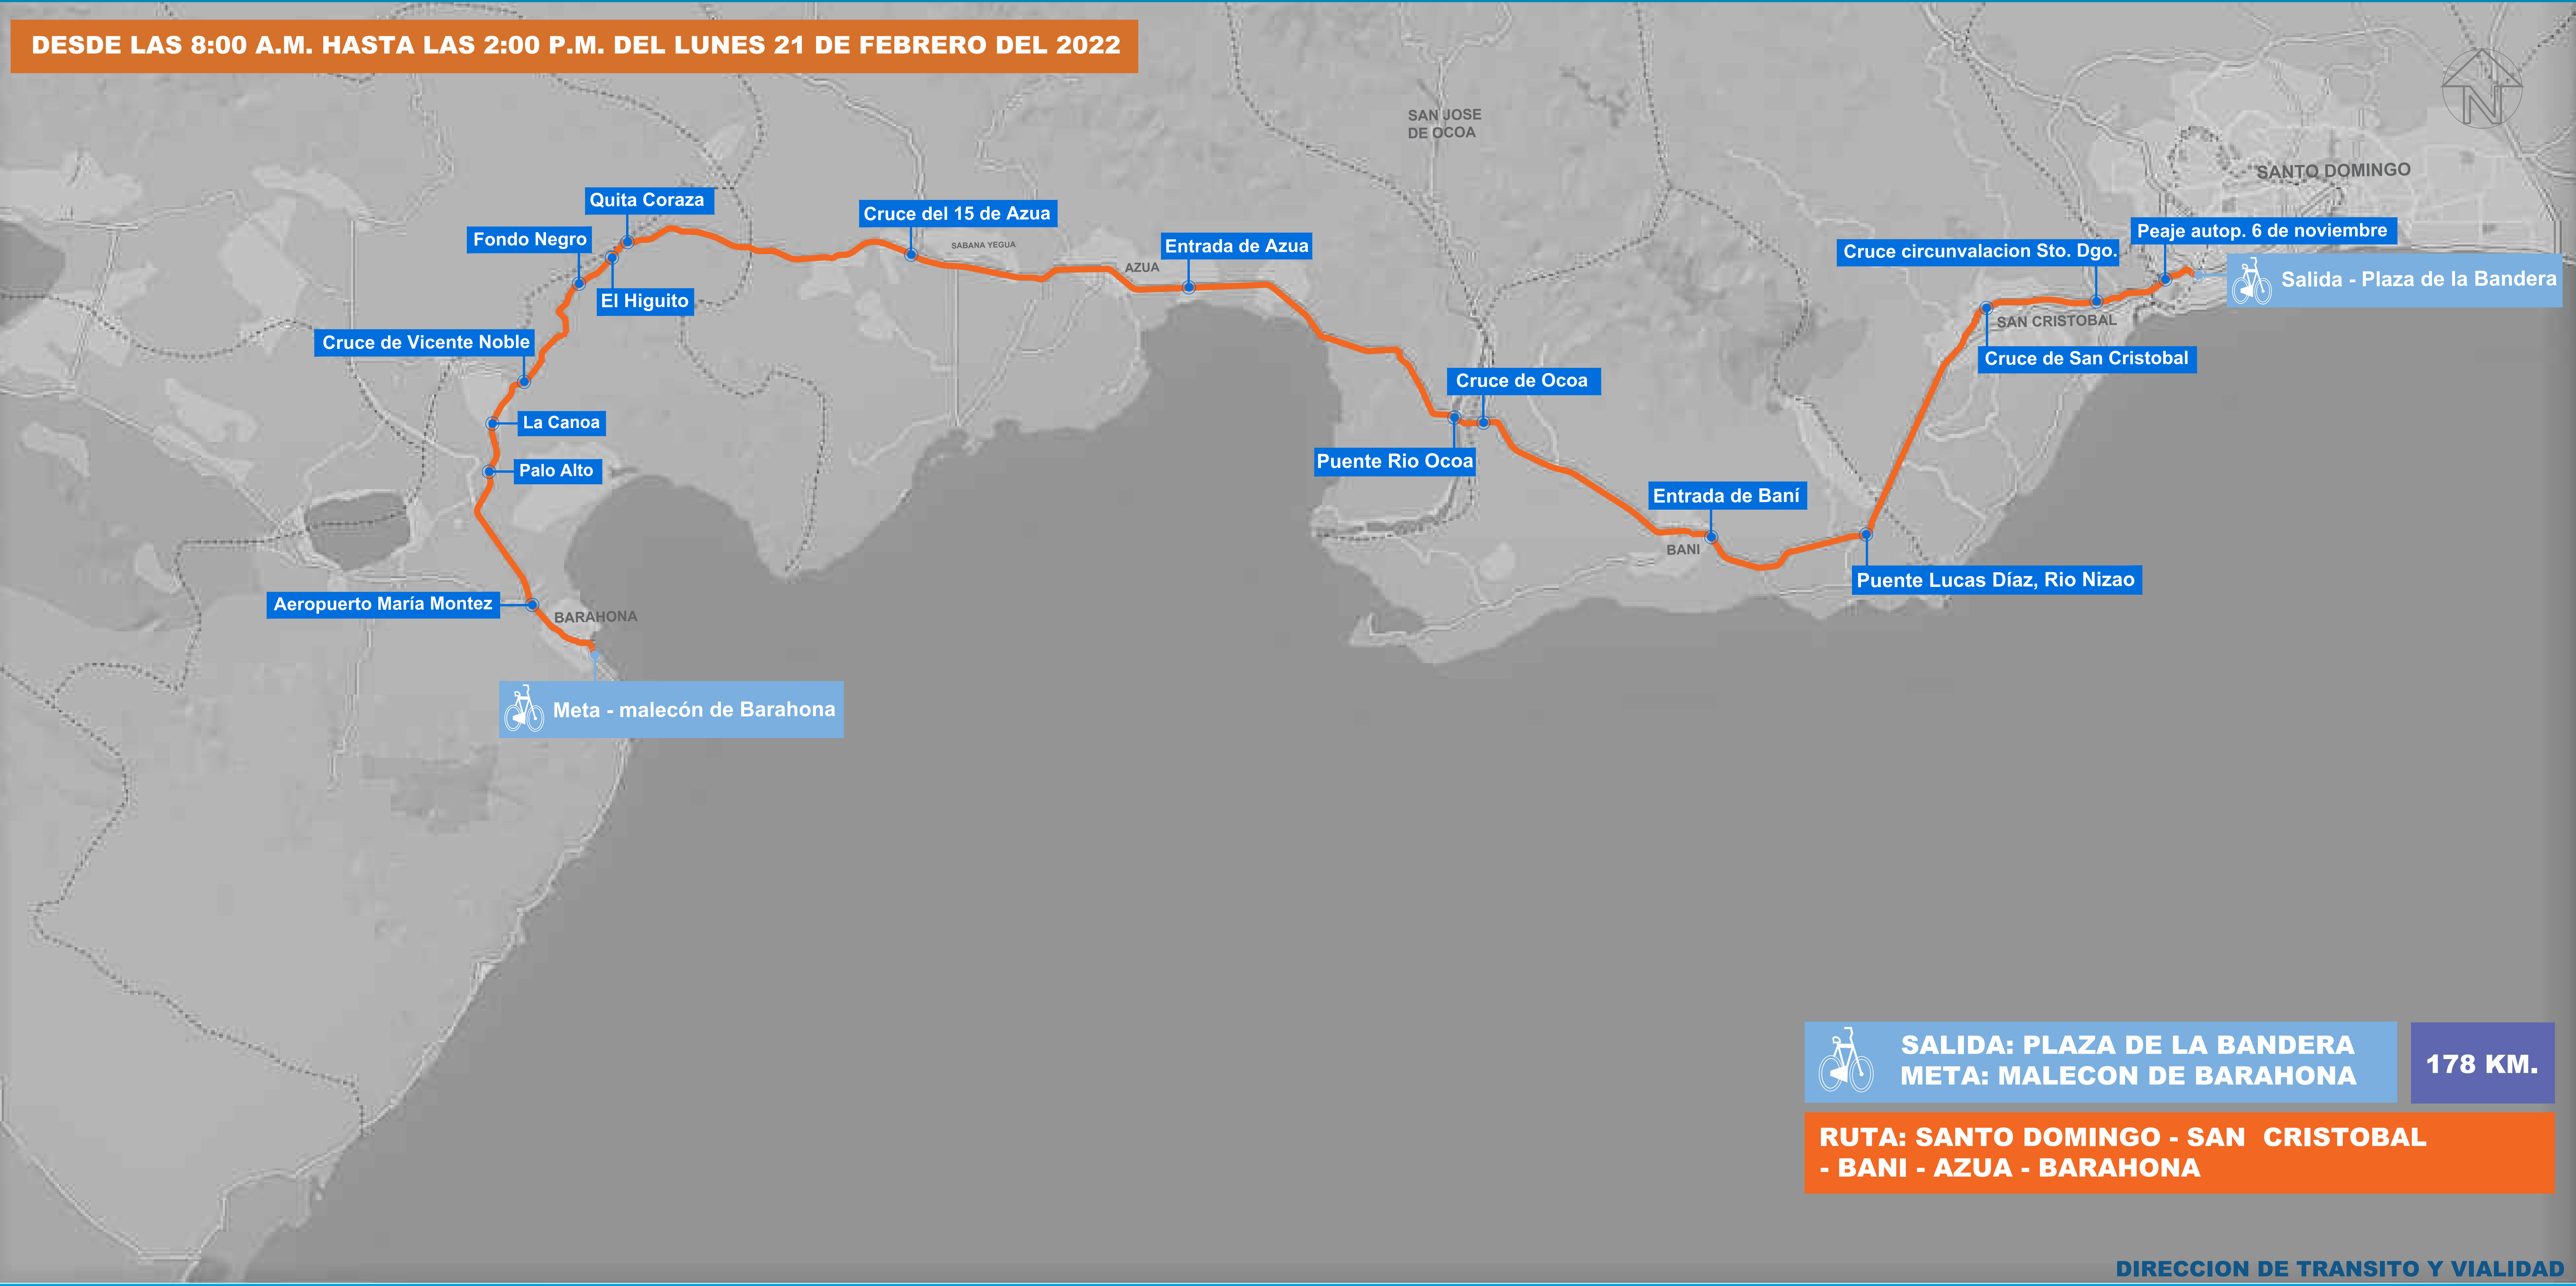 DESDE LAS 8:00 A.M. HASTA LAS 2:00 P.M. DEL LUNES 21 DE FEBRERO DEL 2022
N
SAN JOSE
DE OCOA
SANTO DOMINGO
Quita Coraza
Cruce del 15 de Azua
Peaje autop. 6 de noviembre
Fondo Negro
SABANA YEGUA
Entrada de Azua
Cruce circunvalacion Sto. Dgo.
AZUA
Salida - Plaza de la Bandera
El Higuito
SAN CRISTOBAL
Cruce de Vicente Noble
Cruce de San Cristobal
Cruce de Ocoa
La Canoa
Puente Rio Ocoa
Palo Alto
Entrada de Baní
BANI
Puente Lucas Díaz, Rio Nizao
Aeropuerto María Montez
BARAHONA
Meta - malecón de Barahona
SALIDA: PLAZA DE LA BANDERA
META: MALECON DE BARAHONA
178 KM.
RUTA: SANTO DOMINGO - SAN  CRISTOBAL
- BANI - AZUA - BARAHONA
DIRECCION DE TRANSITO Y VIALIDAD